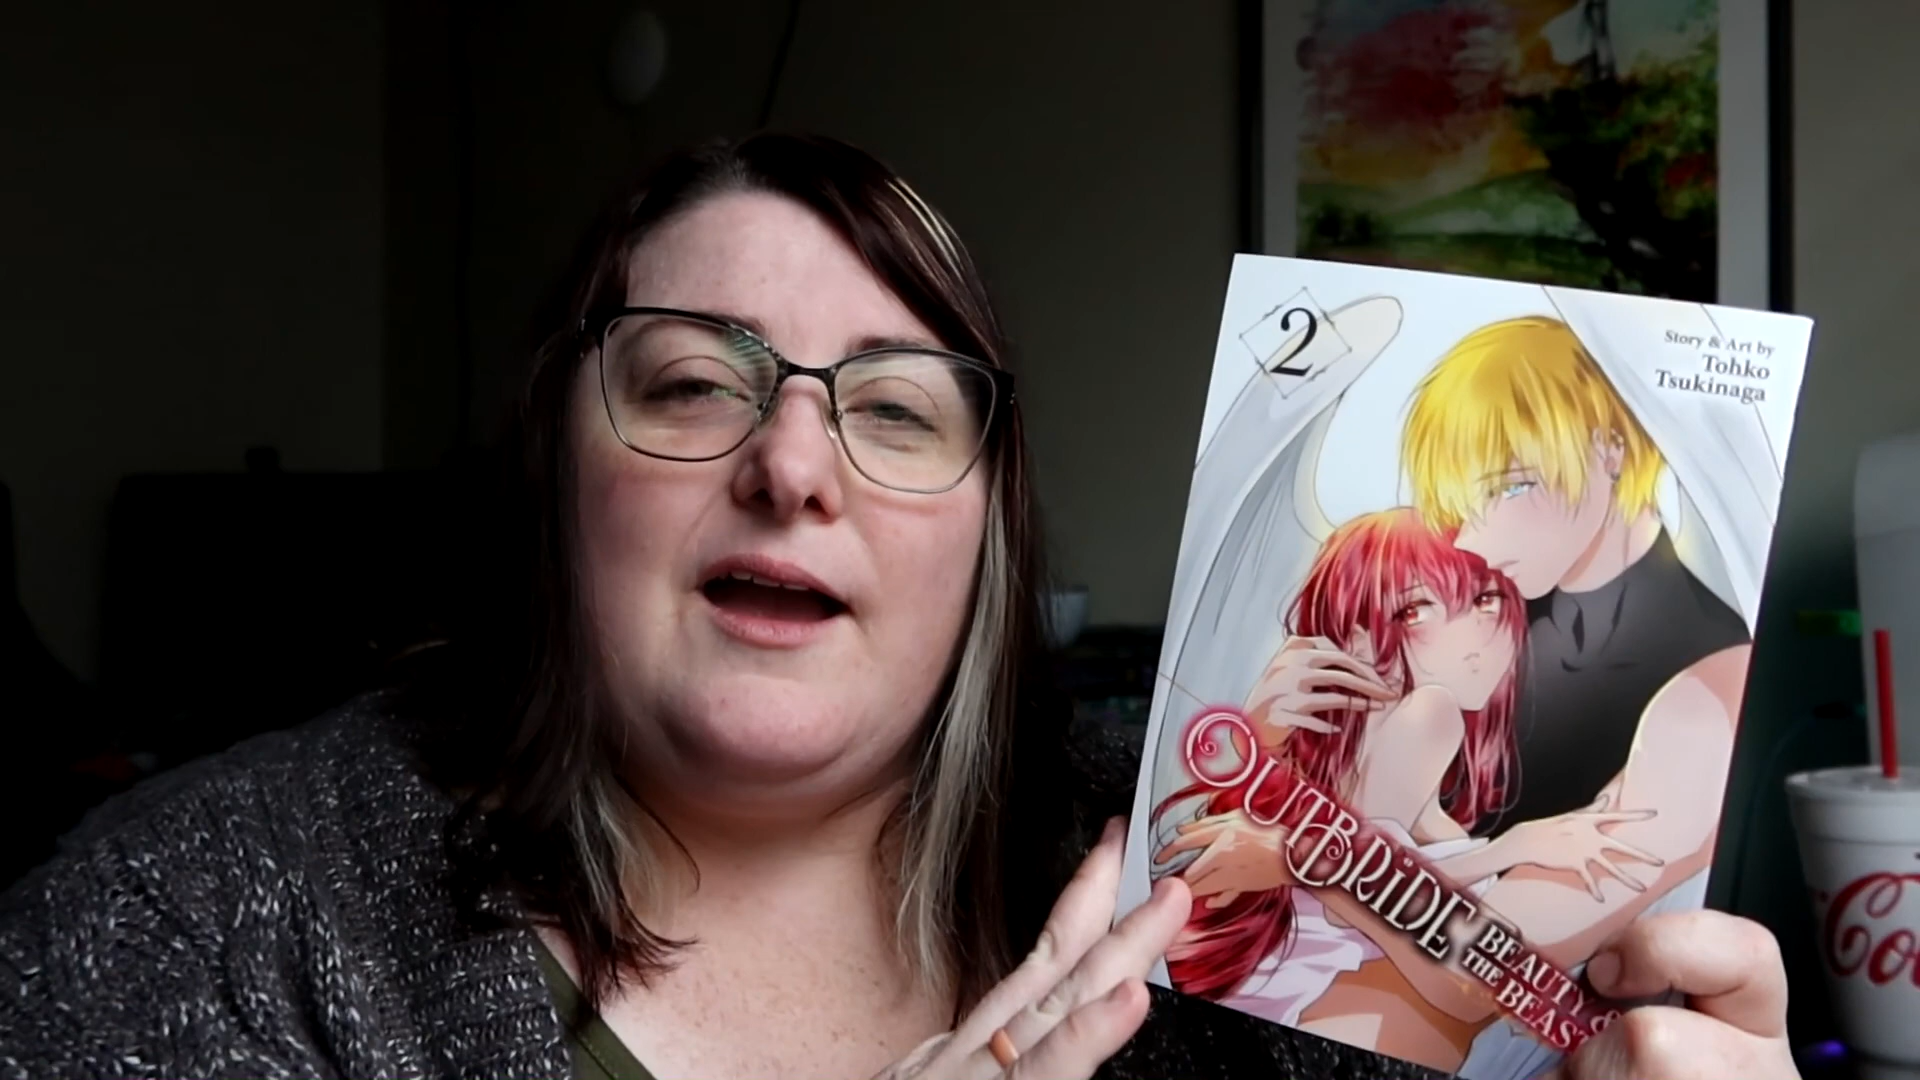 2
Story & Art by
Tohko
Tsukinaga
OUTBRIDE
BEAUTY &
THE BEAST